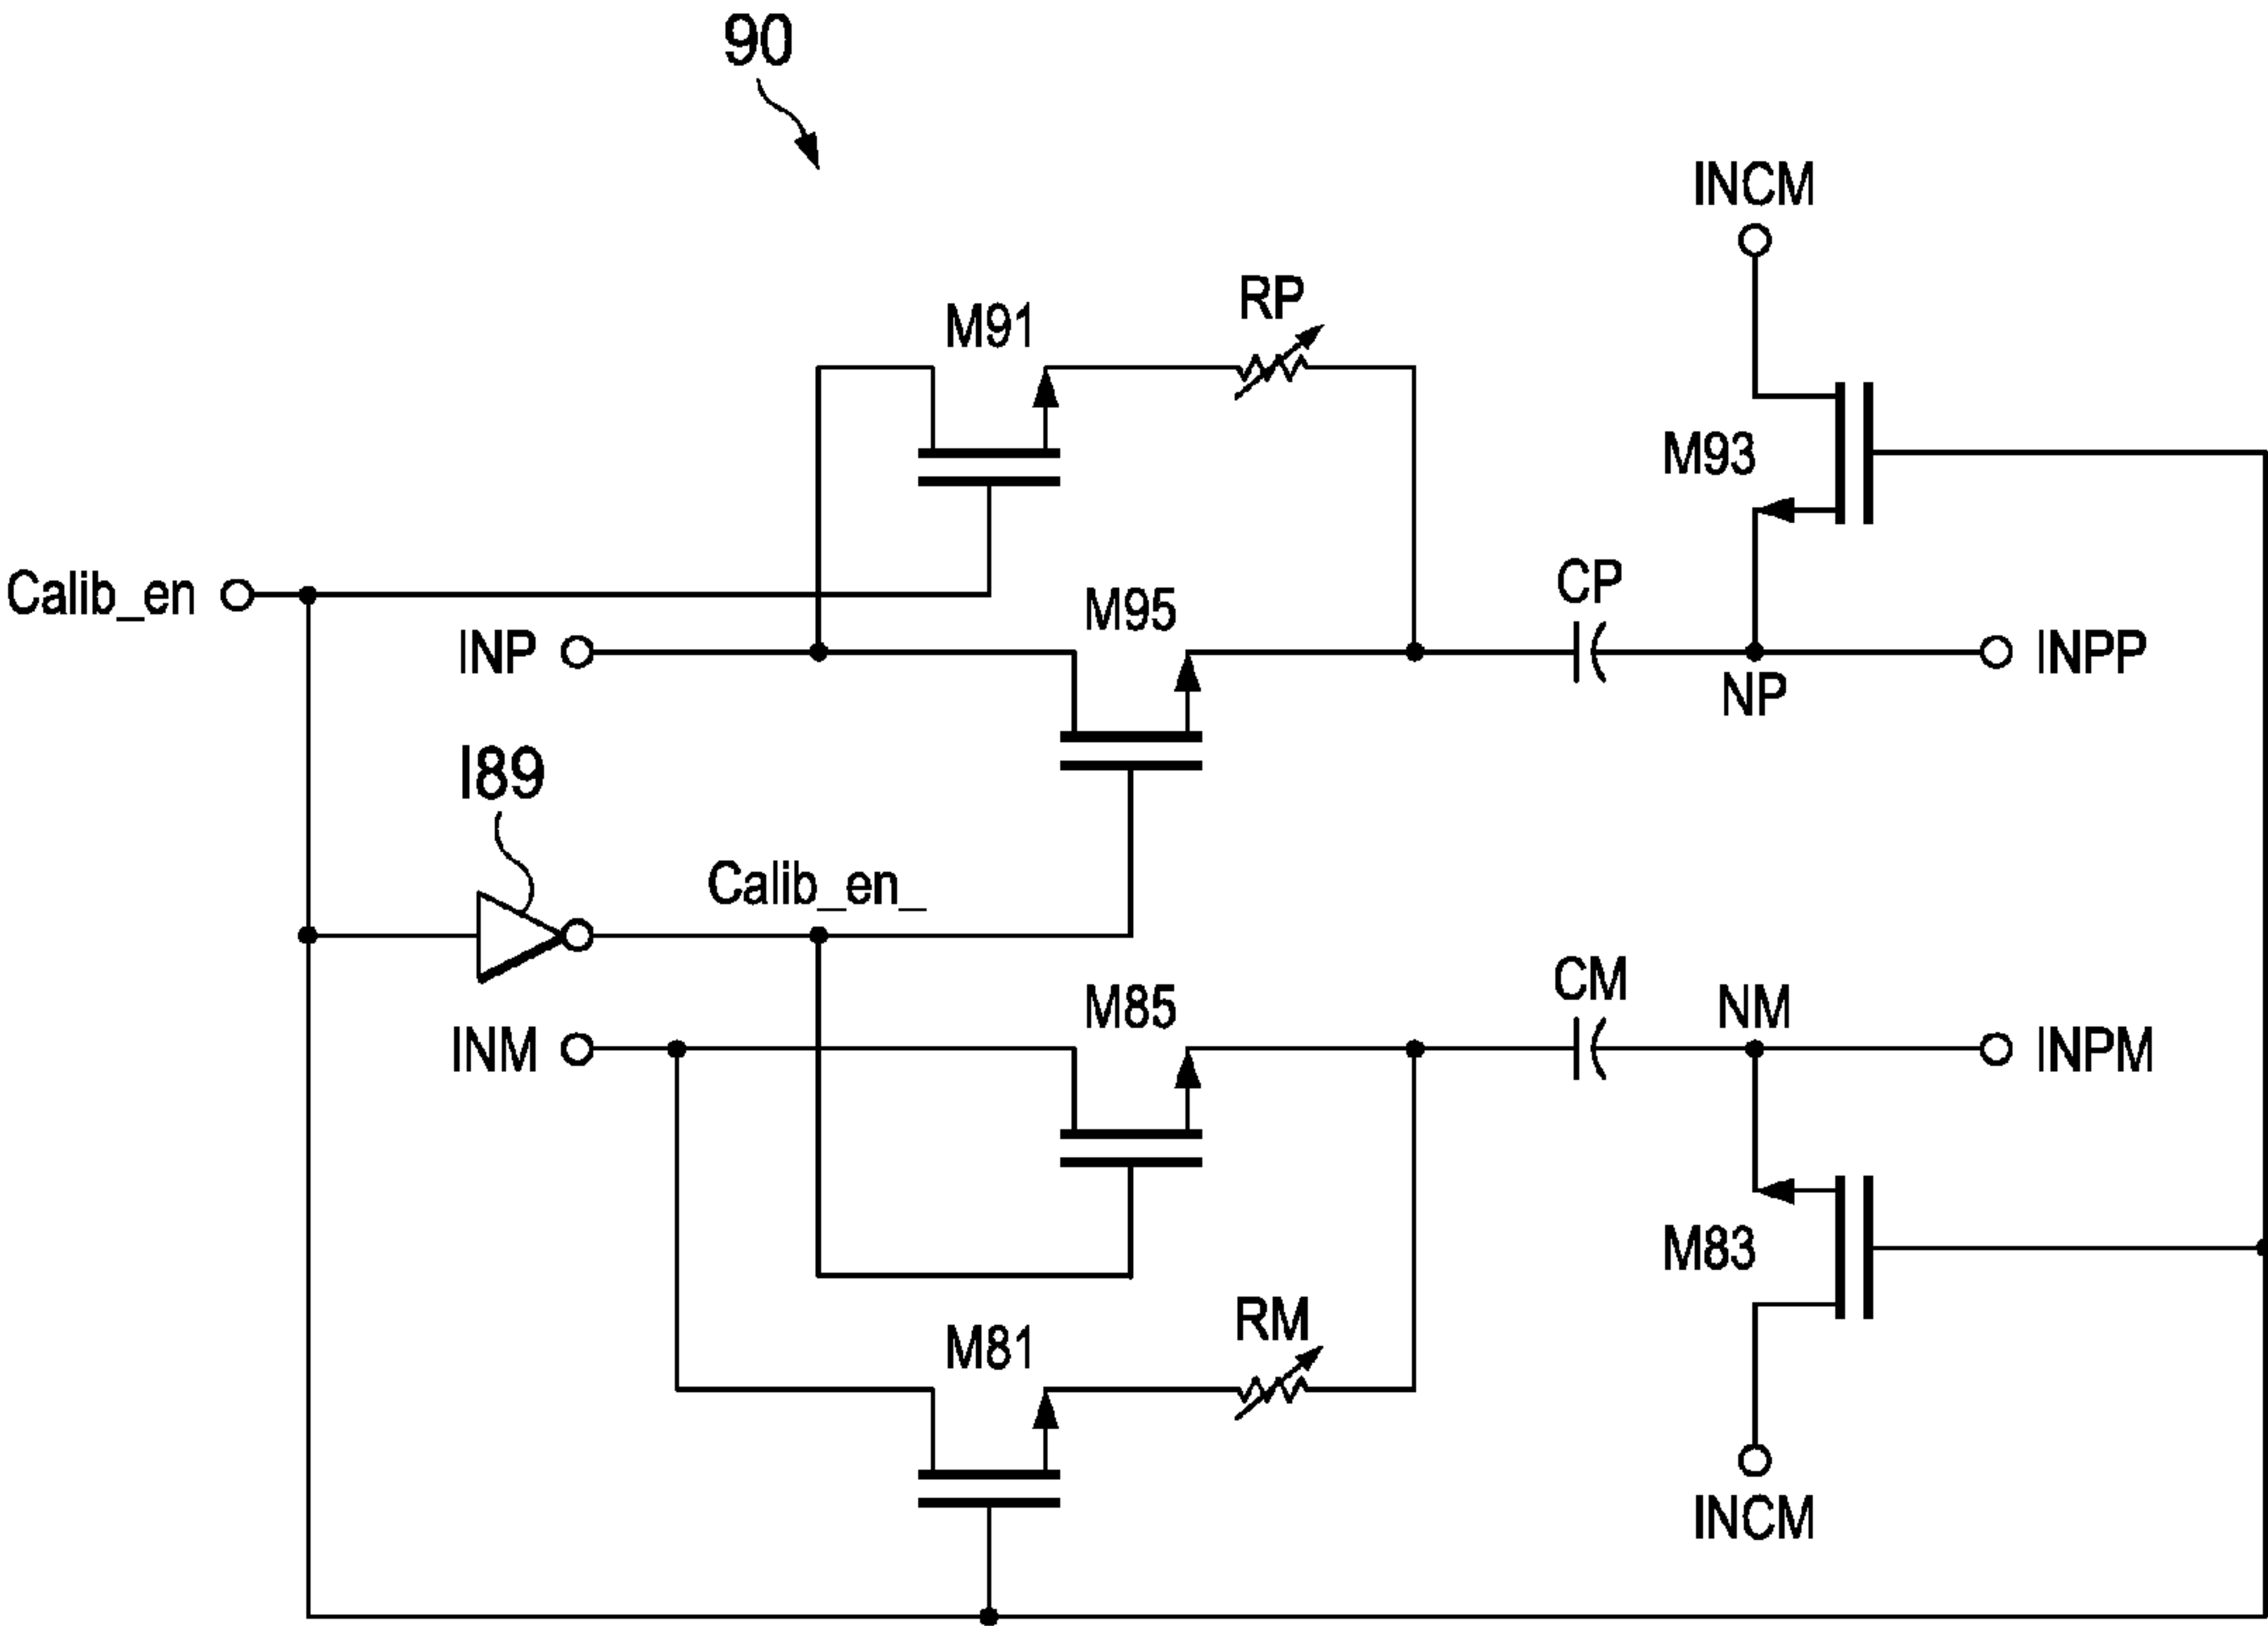 90
INCM
RP
M91
M93
CP
Calib_en
M95
INP
INPP
NP
I89
Calib_en_
CM
M85
NM
INM
INPM
M83
RM
M81
INCM